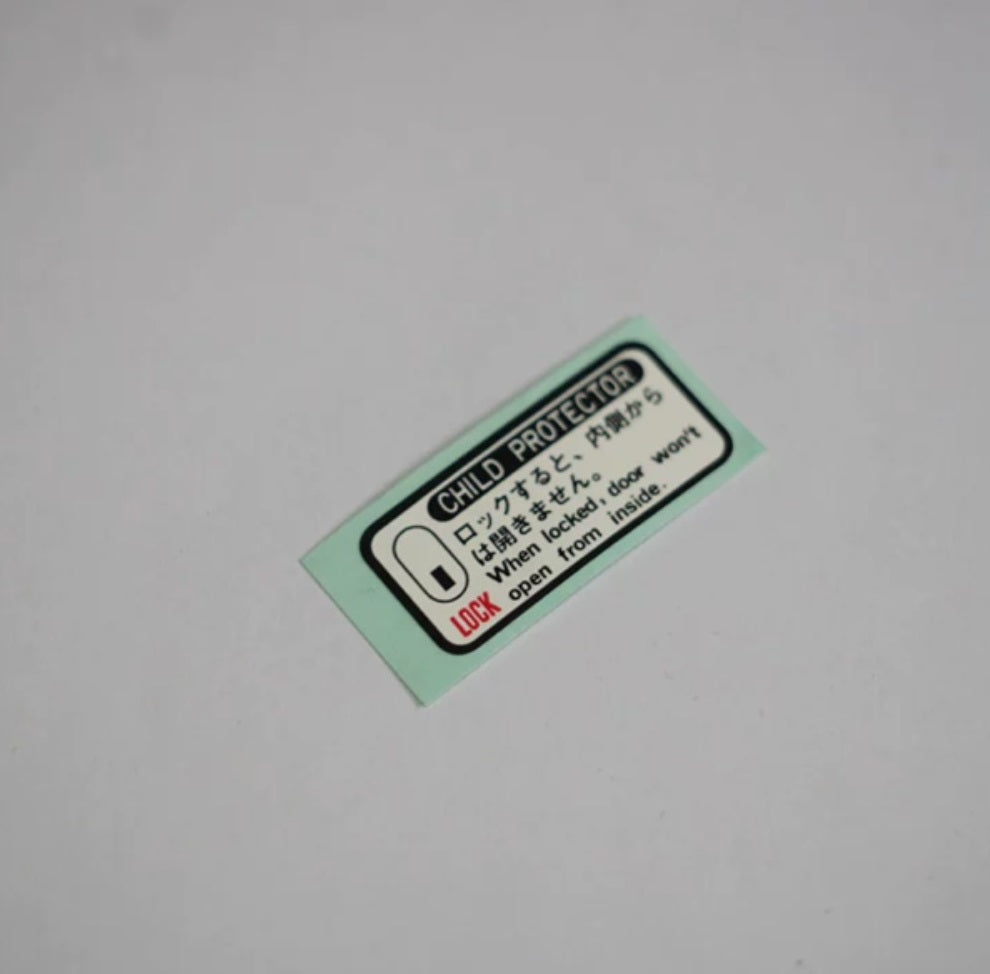 CHILD PROTECTOR
ロックすると、内側から
は開きません。
When locked, door won't
open from inside.
LOCK